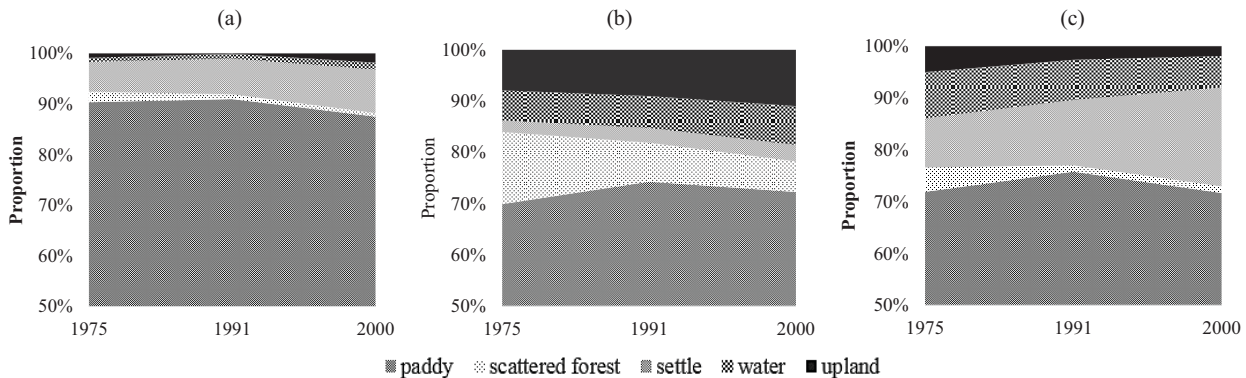 (a)
(b)
(c)
Proportion
100%
90%
80%
70%
60%
50%
1975
1991
2000
Proportion
100%
90%
80%
70%
60%
50%
1975
1991
2000
Proportion
100%
90%
80%
70%
60%
50%
1975
1991
2000
paddy
scattered forest
settle
water
upland